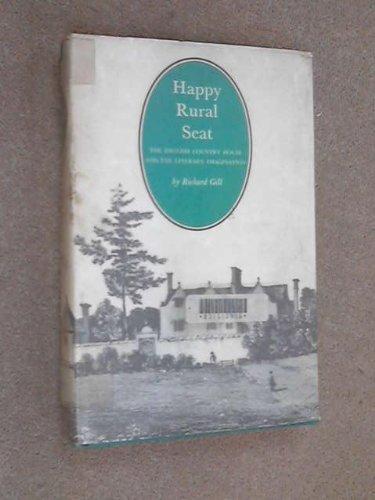 Happy
Rural
Seat
THE ENGLISH COUNTRY HOUSE
AND THE LITERARY IMAGINATION
by Richard Gill